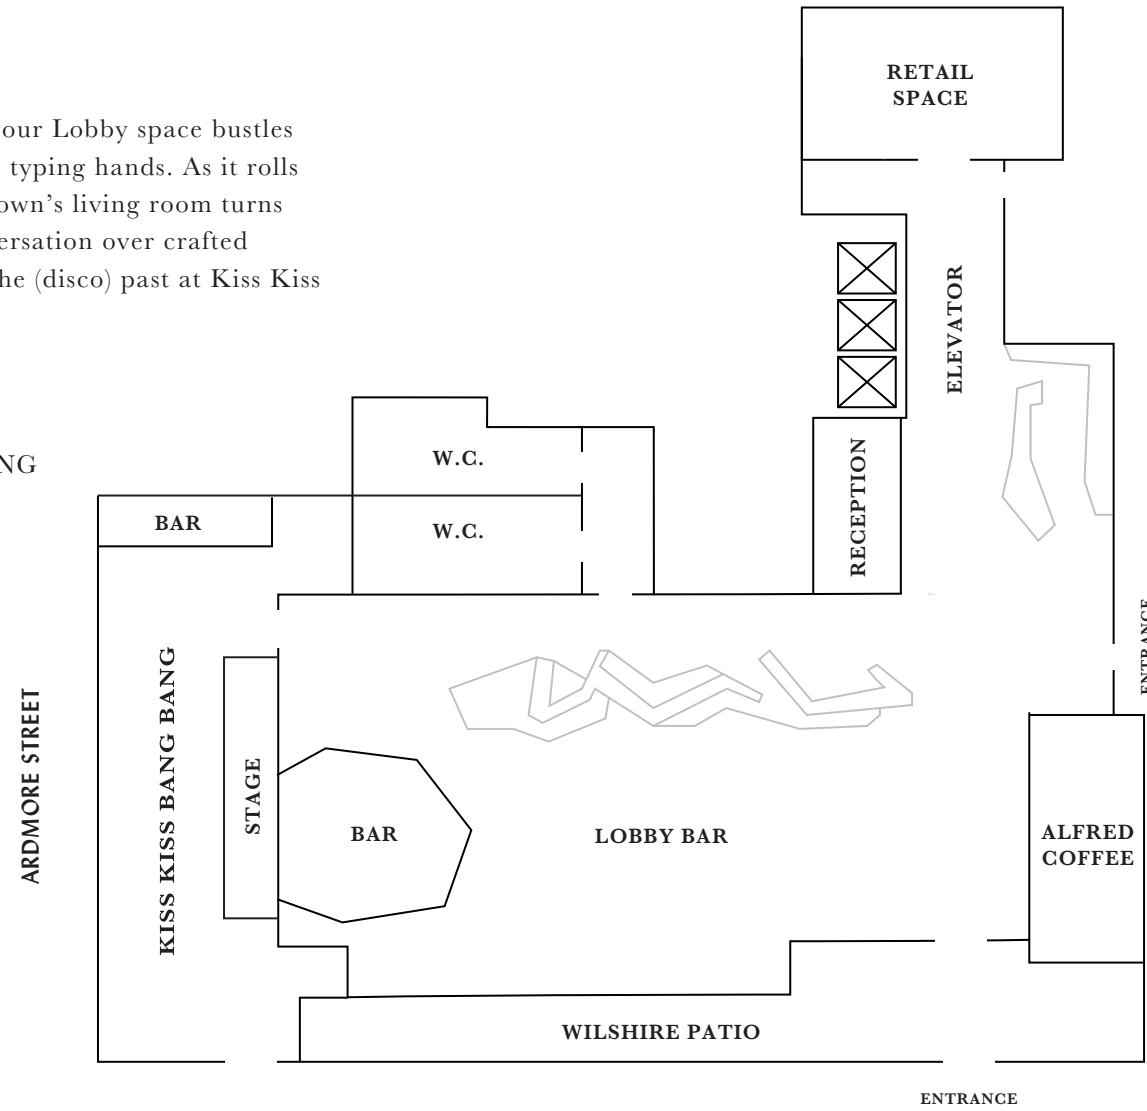 our Lobby space bustles
typing hands. As it rolls
own's living room turns
ersation over crafted
he (disco) past at Kiss Kiss
NG
RETAIL
SPACE
ELEVATOR
RECEPTION
W.C.
W.C.
BAR
KISS KISS BANG BANG
ARDMORE STREET
STAGE
BAR
LOBBY BAR
ALFRED
COFFEE
ENTRANCE
WILSHIRE PATIO
ENTRANCE